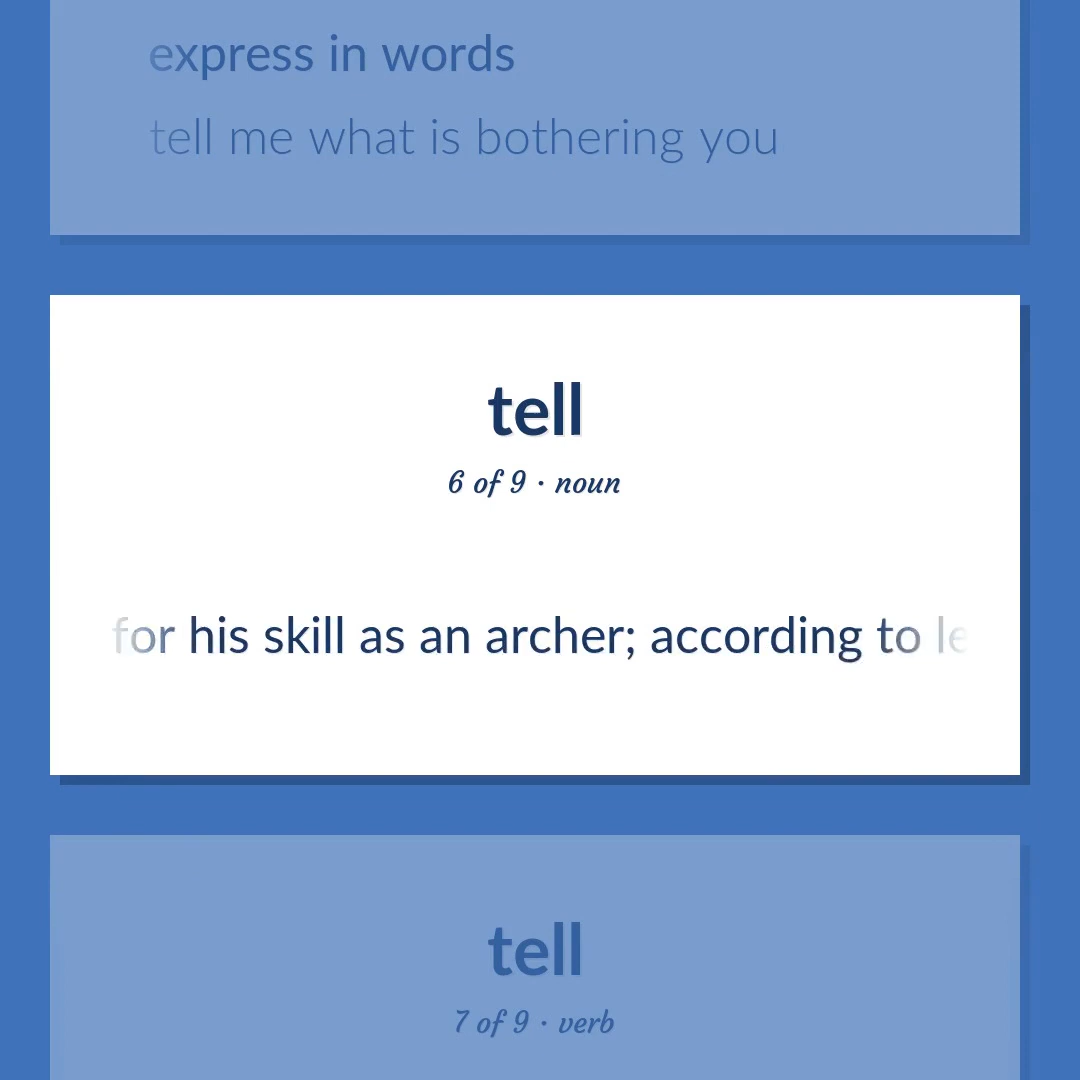 express in words
tell me what is bothering you
tell
6 of 9 · noun
for his skill as an archer; according to le
tell
7 of 9 · verb